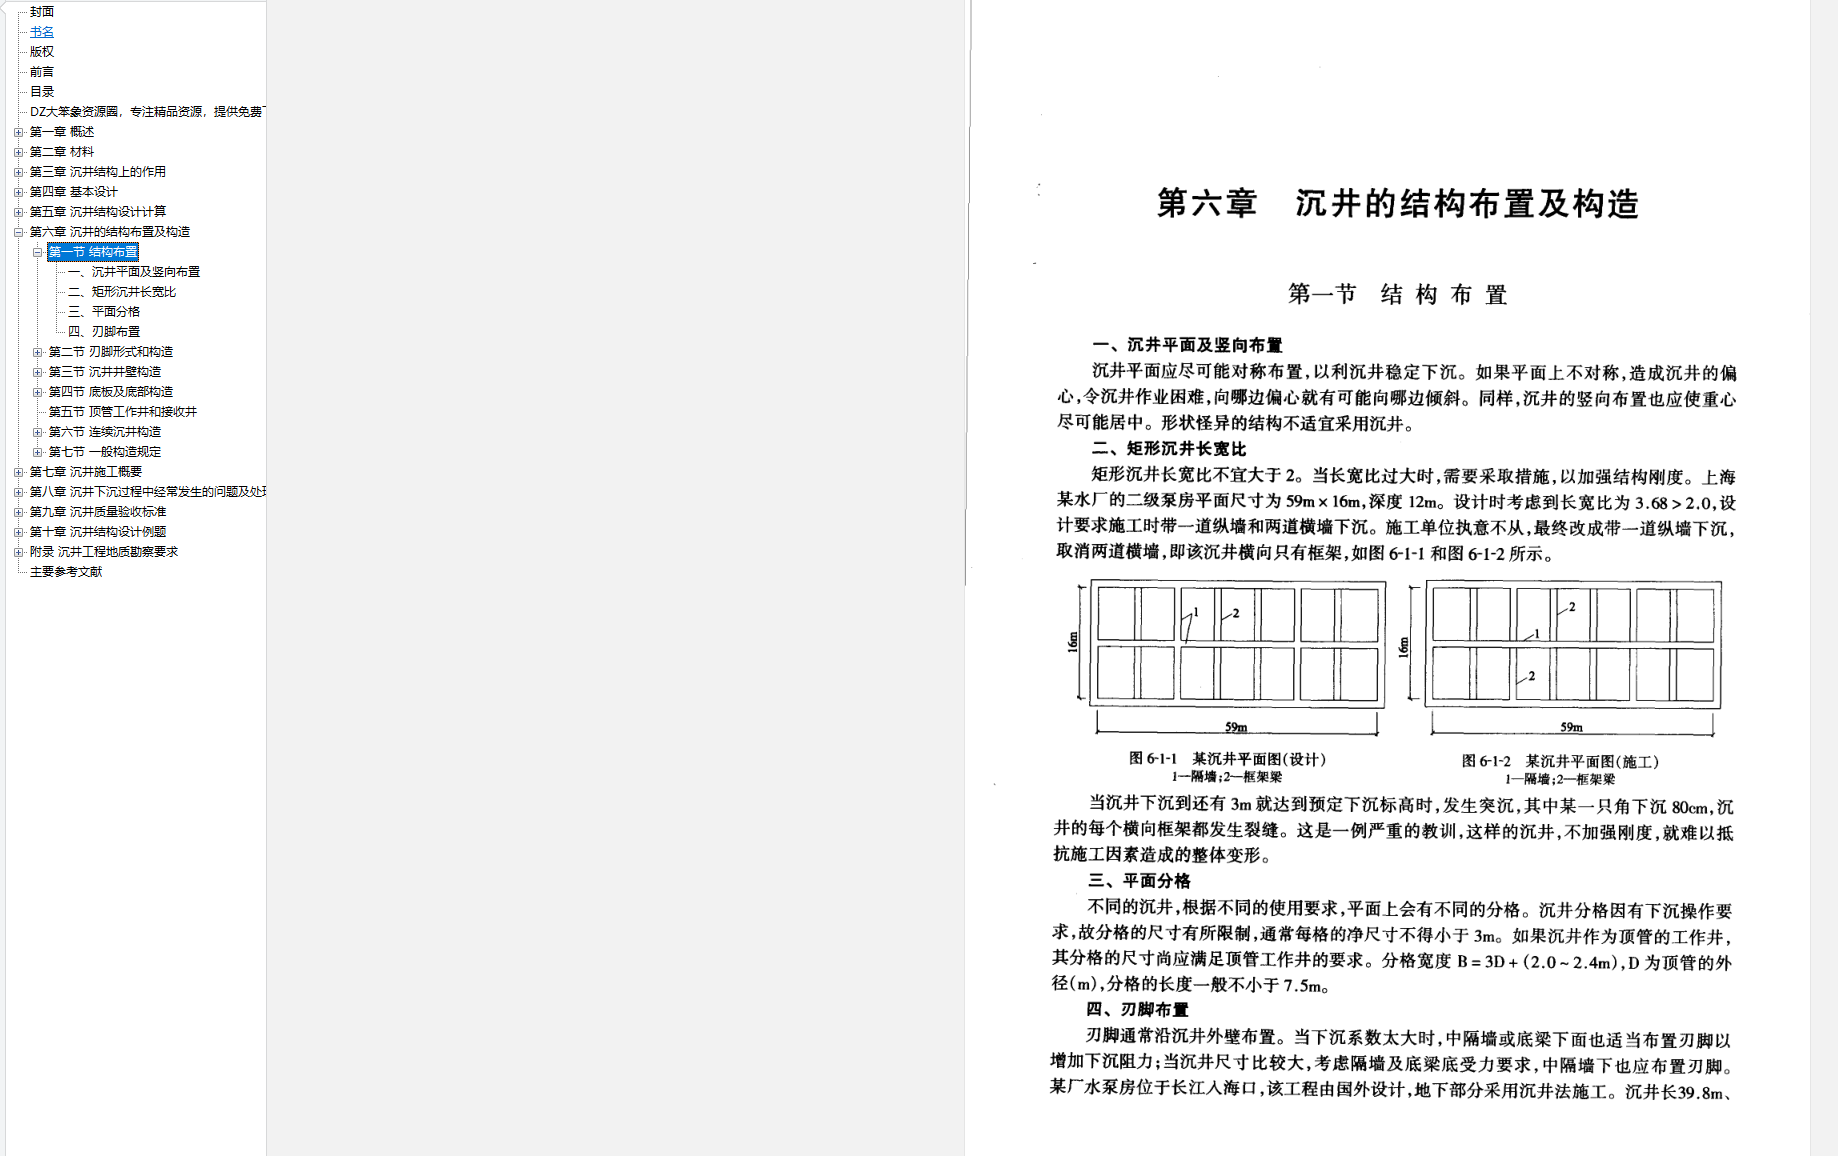 封面
书名
版权
前言
目录
DZ大笨象资源圈，专注精品资源，提供免费
第一章 概述
第二章 材料
第三章 沉井结构上的作用
第四章 基本设计
第五章 沉井结构设计计算
第六章 沉井的结构布置及构造
第一节 结构布置
一、沉井平面及竖向布置
二、矩形沉井长宽比
三、平面分格
四、刃脚布置
第二节 刃脚形式和构造
第三节 沉井井壁构造
第四节 底板及底部构造
第五节 顶管工作井和接收井
第六节 连续沉井构造
第七节 一般构造规定
第七章 沉井施工概要
第八章 沉井下沉过程中经常发生的问题及处
第九章 沉井质量验收标准
第十章 沉井结构设计例题
附录 沉井工程地质勘察要求
主要参考文献
第六章 沉井的结构布置及构造
第一节 结构布置
一、沉井平面及竖向布置
沉井平面应尽可能对称布置,以利沉井稳定下沉。如果平面上不对称,造成沉井的偏
心,令沉井作业困难,向哪边偏心就有可能向哪边倾斜。同样,沉井的竖向布置也应使重心
尽可能居中。形状怪异的结构不适宜采用沉井。
二、矩形沉井长宽比
矩形沉井长宽比不宜大于 2。当长宽比过大时,需要采取措施,以加强结构刚度。上海
某水厂的二级泵房平面尺寸为 59m×16m,深度 12m。设计时考虑到长宽比为 3.68>2.0,设
计要求施工时带一道纵墙和两道横墙下沉。施工单位执意不从,最终改成带一道纵墙下沉,
取消两道横墙,即该沉井横向只有框架,如图 6-1-1 和图 6-1-2 所示。
16m
1
2
59m
16m
2
1
2
59m
图 6-1-1 某沉井平面图(设计)
1—隔墙;2—框架梁
图 6-1-2 某沉井平面图(施工)
1—隔墙;2—框架梁
当沉井下沉到还有 3m 就达到预定下沉标高时,发生突沉,其中某一只角下沉 80cm,沉
井的每个横向框架都发生裂缝。这是一例严重的教训,这样的沉井,不加强刚度,就难以抵
抗施工因素造成的整体变形。
三、平面分格
不同的沉井,根据不同的使用要求,平面上会有不同的分格。沉井分格因有下沉操作要
求,故分格的尺寸有所限制,通常每格的净尺寸不得小于 3m。如果沉井作为顶管的工作井,
其分格的尺寸尚应满足顶管工作井的要求。分格宽度 B=3D+(2.0~2.4m),D 为顶管的外
径(m),分格的长度一般不小于 7.5m。
四、刃脚布置
刃脚通常沿沉井外壁布置。当下沉系数太大时,中隔墙或底梁下面也适当布置刃脚以
增加下沉阻力;当沉井尺寸比较大,考虑隔墙及底梁底受力要求,中隔墙下也应布置刃脚。
某厂水泵房位于长江入海口,该工程由国外设计,地下部分采用沉井法施工。沉井长39.8m、